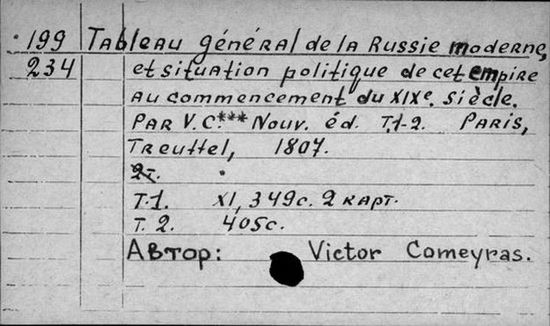 199 Tableau général de la Russie moderne,
234 et situation politique de cet empire
au commencement du XIXe siècle.
Par V. C.*** Nouv. éd. T.1-2. Paris,
Treuttel, 1807.
2т.
T.1. XI, 349с. 2 карт.
T. 2. 405с.
Автор: Victor Comeyras.